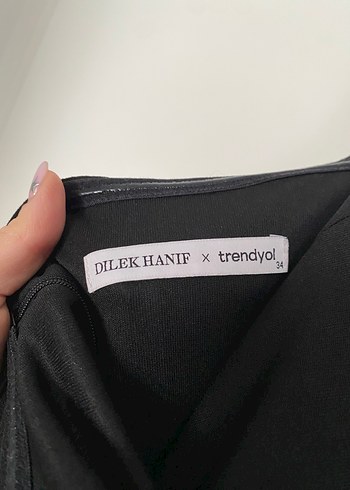 DILEK HANIF × trendyol
34